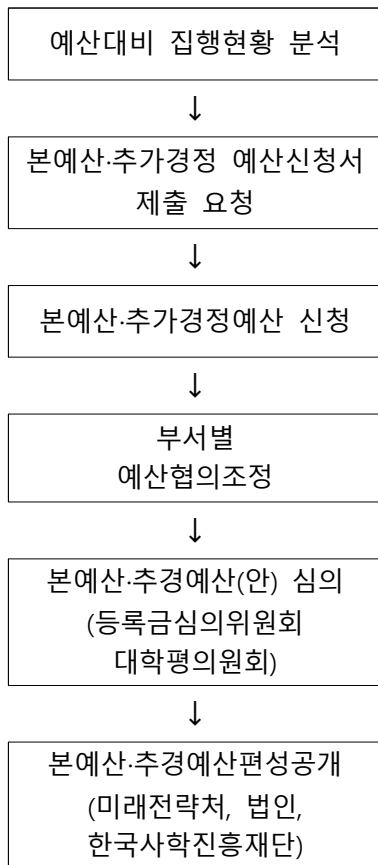 예산대비 집행현황 분석
↓
본예산·추가경정 예산신청서
제출 요청
↓
본예산·추가경정예산 신청
↓
부서별
예산협의조정
↓
본예산·추경예산(안) 심의
(등록금심의위원회
대학평의원회)
↓
본예산·추경예산편성공개
(미래전략처, 법인,
한국사학진흥재단)